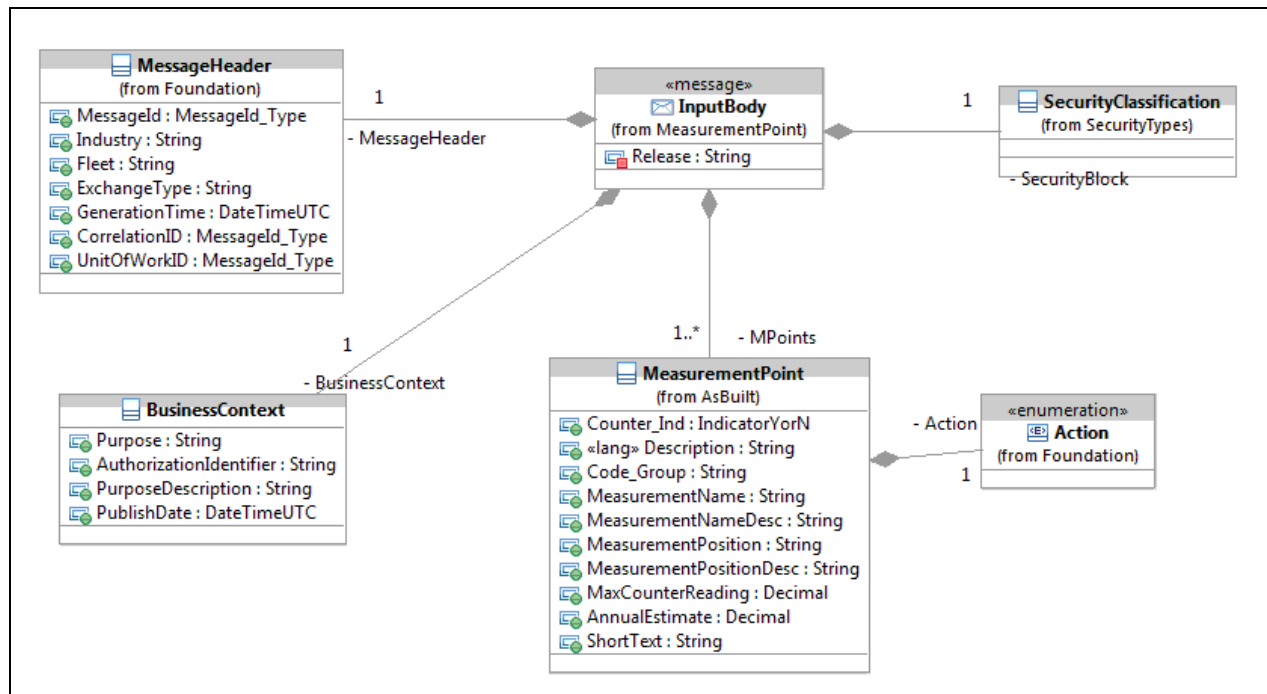 MessageHeader
(from Foundation)
MessageId : MessageId_Type
Industry : String
Fleet : String
ExchangeType : String
GenerationTime : DateTimeUTC
CorrelationID : MessageId_Type
UnitOfWorkID : MessageId_Type
1
- MessageHeader
«message»
InputBody
(from MeasurementPoint)
Release : String
1
SecurityClassification
(from SecurityTypes)
- SecurityBlock
1
- BusinessContext
1..*
- MPoints
BusinessContext
Purpose : String
AuthorizationIdentifier : String
PurposeDescription : String
PublishDate : DateTimeUTC
MeasurementPoint
(from AsBuilt)
Counter_Ind : IndicatorYorN
«lang» Description : String
Code_Group : String
MeasurementName : String
MeasurementNameDesc : String
MeasurementPosition : String
MeasurementPositionDesc : String
MaxCounterReading : Decimal
AnnualEstimate : Decimal
ShortText : String
- Action
1
«enumeration»
<E> Action
(from Foundation)